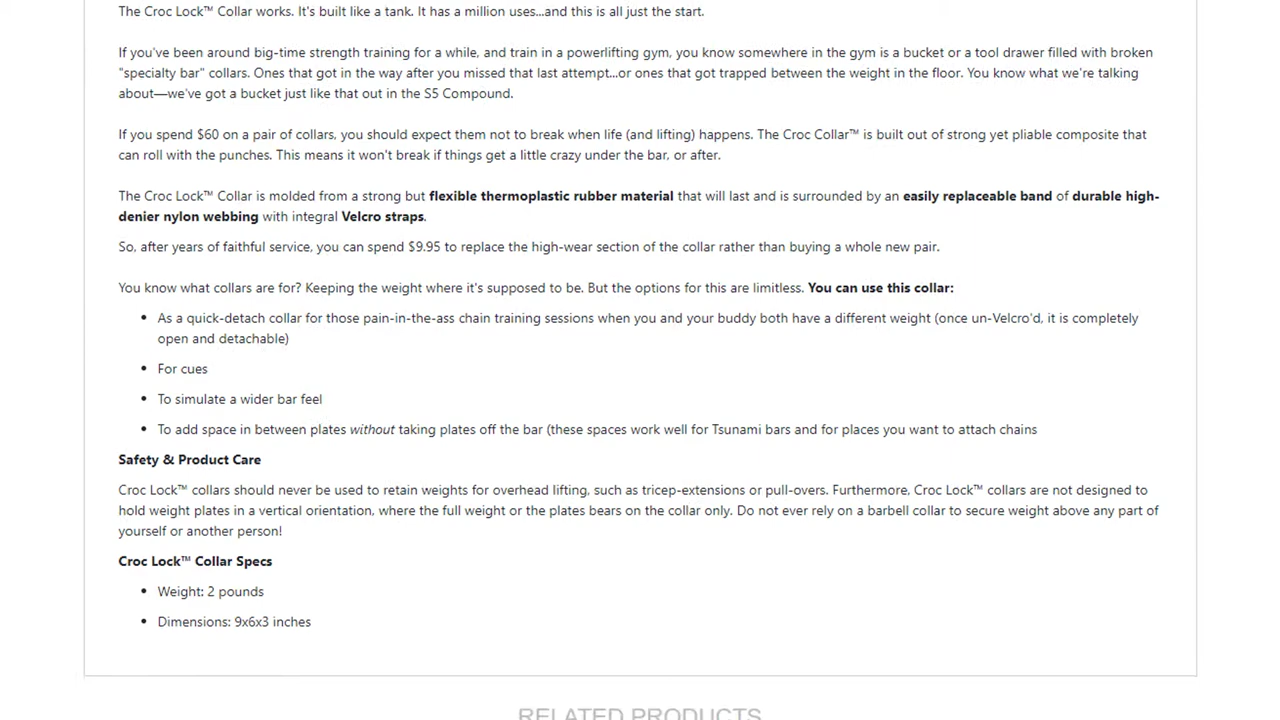 The Croc Lock™ Collar works. It's built like a tank. It has a million uses...and this is all just the start.
If you've been around big-time strength training for a while, and train in a powerlifting gym, you know somewhere in the gym is a bucket or a tool drawer filled with broken
"specialty bar" collars. Ones that got in the way after you missed that last attempt...or ones that got trapped between the weight in the floor. You know what we're talking
about—we've got a bucket just like that out in the S5 Compound.
If you spend $60 on a pair of collars, you should expect them not to break when life (and lifting) happens. The Croc Collar™ is built out of strong yet pliable composite that
can roll with the punches. This means it won't break if things get a little crazy under the bar, or after.
The Croc Lock™ Collar is molded from a strong but flexible thermoplastic rubber material that will last and is surrounded by an easily replaceable band of durable high-
denier nylon webbing with integral Velcro straps.
So, after years of faithful service, you can spend $9.95 to replace the high-wear section of the collar rather than buying a whole new pair.
You know what collars are for? Keeping the weight where it's supposed to be. But the options for this are limitless. You can use this collar:
• As a quick-detach collar for those pain-in-the-ass chain training sessions when you and your buddy both have a different weight (once un-Velcro'd, it is completely
open and detachable)
• For cues
• To simulate a wider bar feel
• To add space in between plates without taking plates off the bar (these spaces work well for Tsunami bars and for places you want to attach chains
Safety & Product Care
Croc Lock™ collars should never be used to retain weights for overhead lifting, such as tricep-extensions or pull-overs. Furthermore, Croc Lock™ collars are not designed to
hold weight plates in a vertical orientation, where the full weight or the plates bears on the collar only. Do not ever rely on a barbell collar to secure weight above any part of
yourself or another person!
Croc Lock™ Collar Specs
• Weight: 2 pounds
• Dimensions: 9x6x3 inches
RELATED PRODUCTS